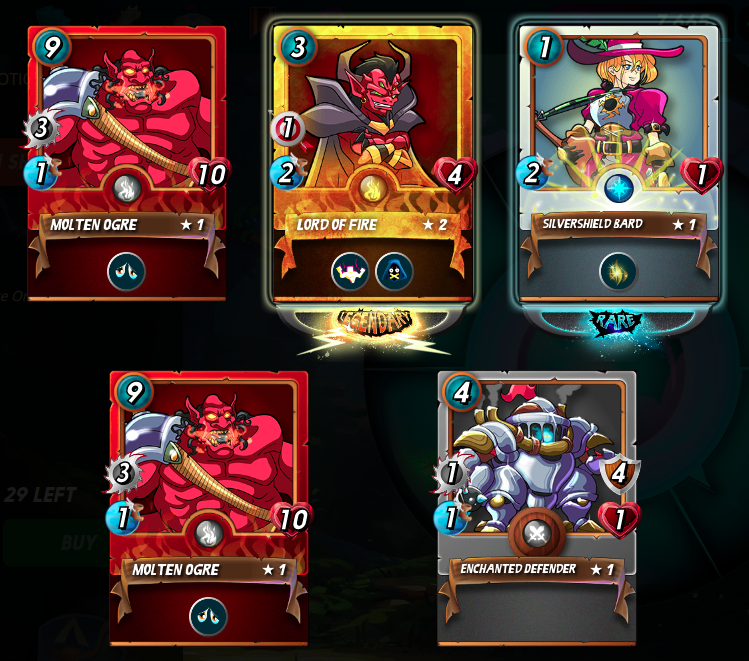 9
3
1
10
MOLTEN OGRE ★ 1
3
1
2
4
LORD OF FIRE ★ 2
LEGENDARY
1
2
1
SILVERSHIELD BARD ★ 1
RARE
9
3
1
10
MOLTEN OGRE ★ 1
4
1
4
1
1
ENCHANTED DEFENDER ★ 1
29 LEFT
BUY